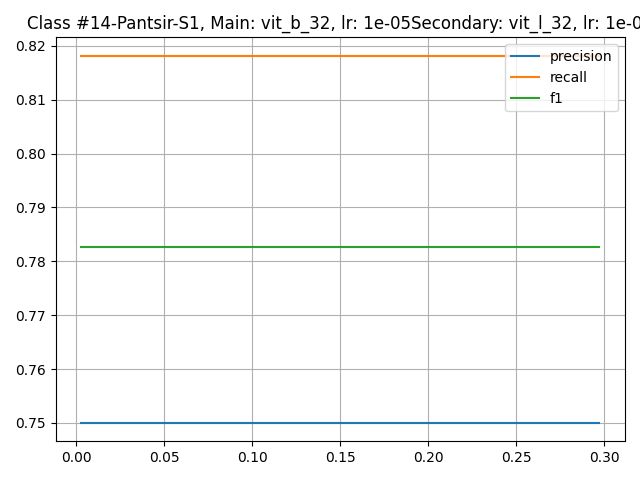 Class #14-Pantsir-S1, Main: vit_b_32, lr: 1e-05Secondary: vit_l_32, lr: 1e-0
0.82
0.81
0.80
0.79
0.78
0.77
0.76
0.75
precision
recall
f1
0.00 0.05 0.10 0.15 0.20 0.25 0.30